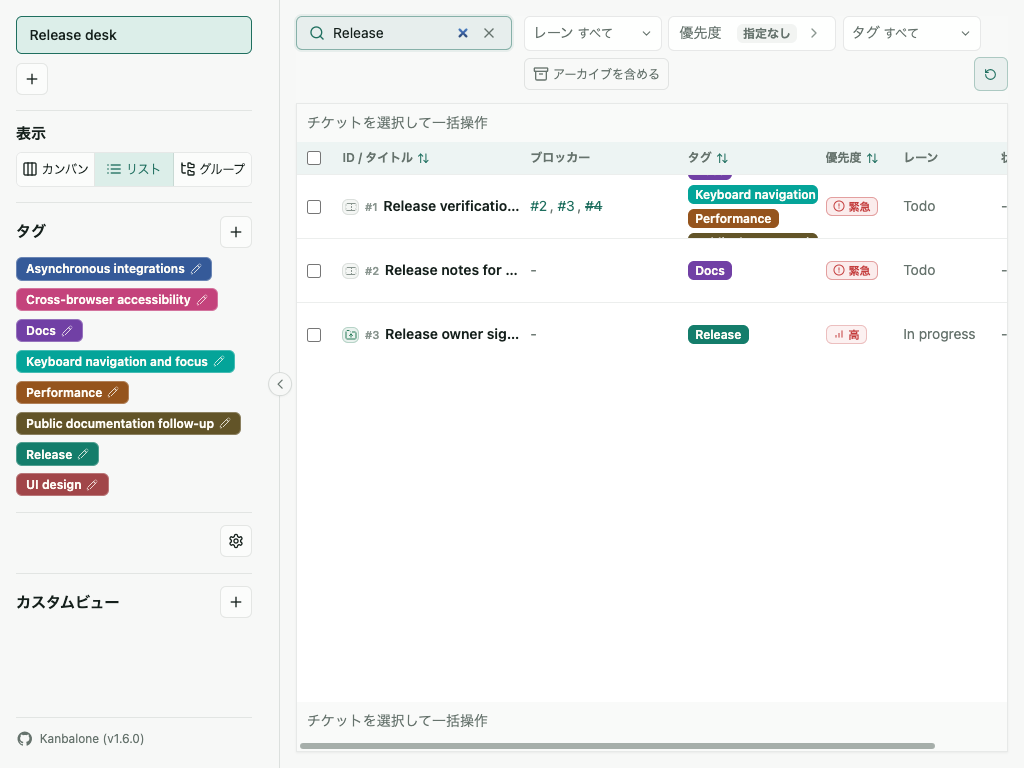 Release desk
表示
カンバン
リスト
グループ
タグ
Asynchronous integrations
Cross-browser accessibility
Docs
Keyboard navigation and focus
Performance
Public documentation follow-up
Release
UI design
カスタムビュー
Kanbalone (v1.6.0)
Release
レーン すべて
優先度 指定なし
タグ すべて
アーカイブを含める
チケットを選択して一括操作
ID / タイトル ブロッカー タグ 優先度 レーン
#1 Release verificatio... #2 , #3 , #4 Keyboard navigation Performance 緊急 Todo -
#2 Release notes for ... - Docs 緊急 Todo -
#3 Release owner sig... - Release 高 In progress -
チケットを選択して一括操作